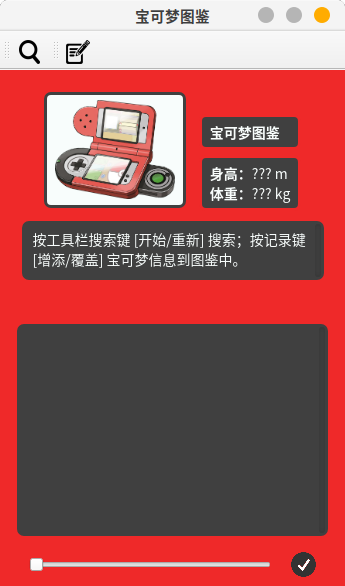 宝可梦图鉴
宝可梦图鉴
身高：??? m
体重：??? kg
按工具栏搜索键 [开始/重新] 搜索；按记录键
[增添/覆盖] 宝可梦信息到图鉴中。